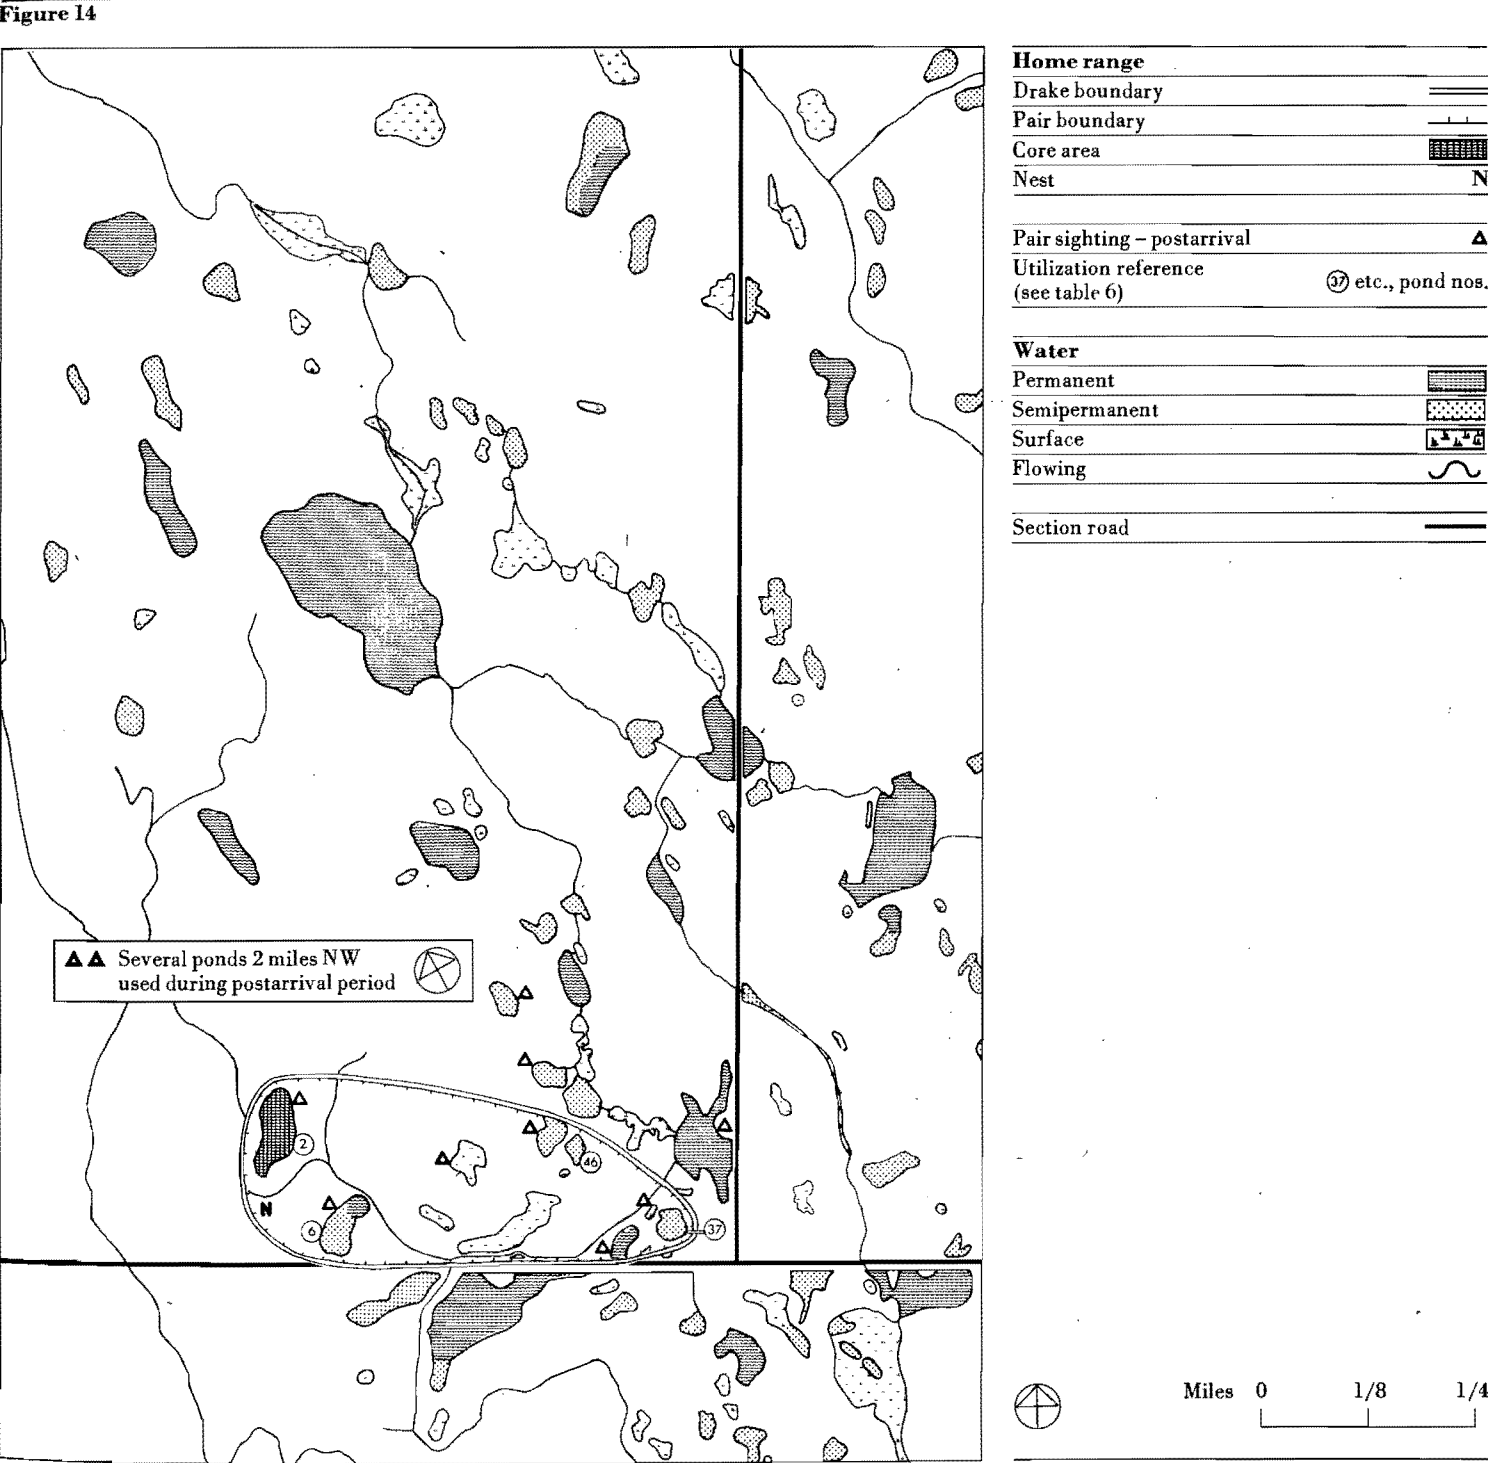 Figure 14
Home range
Drake boundary
Pair boundary
Core area
Nest N
Pair sighting – postarrival
Utilization reference
(see table 6) 37 etc., pond nos.
Water
Permanent
Semipermanent
Surface
Flowing
Section road
Several ponds 2 miles NW
used during postarrival period
2
46
N
6
37
Miles 0 1/8 1/4